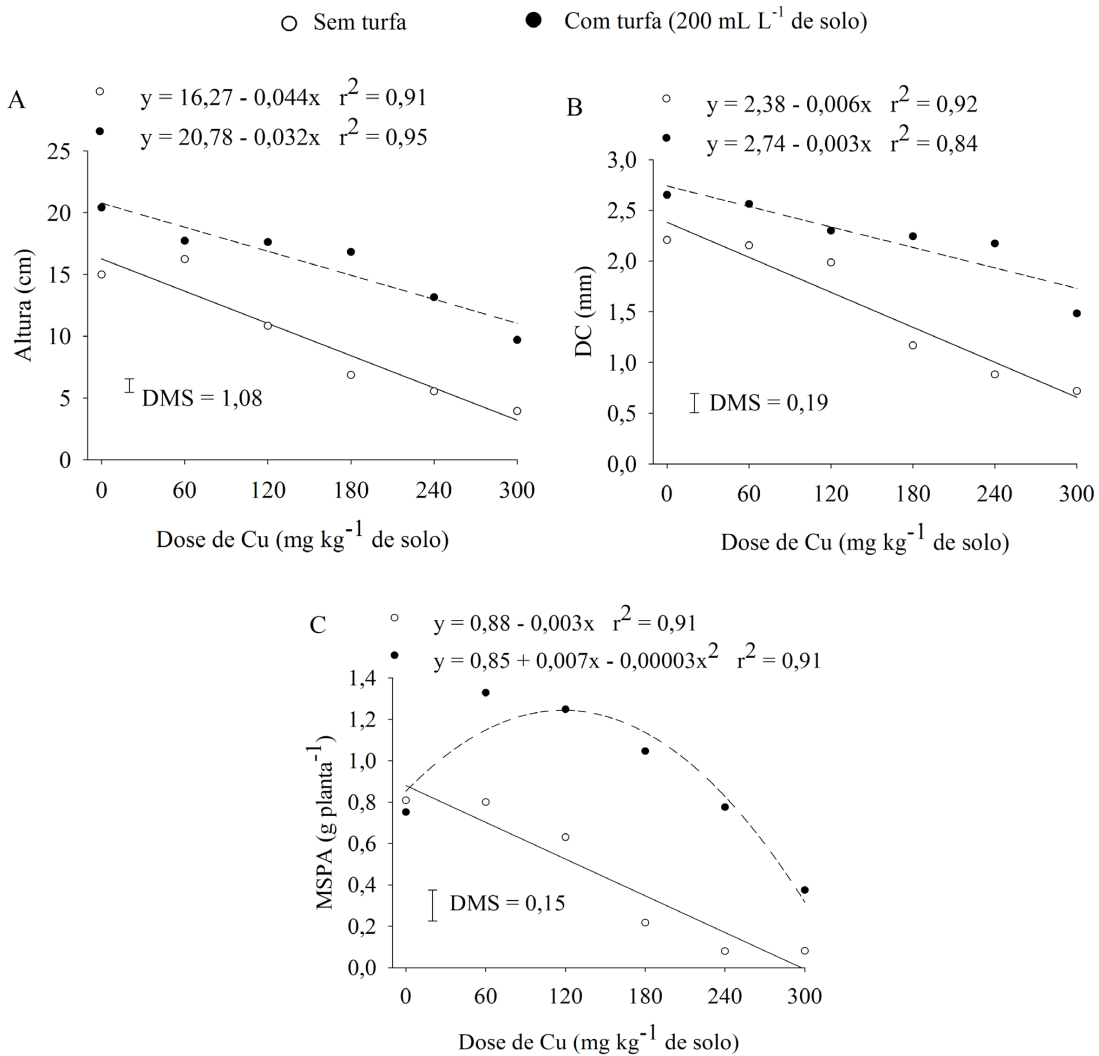 Sem turfa
Com turfa (200 mL L⁻¹ de solo)
A
y = 16,27 - 0,044x r² = 0,91
y = 20,78 - 0,032x r² = 0,95
25
20
15
10
5
0
Altura (cm)
DMS = 1,08
0 60 120 180 240 300
Dose de Cu (mg kg⁻¹ de solo)
B
y = 2,38 - 0,006x r² = 0,92
y = 2,74 - 0,003x r² = 0,84
3,0
2,5
2,0
1,5
1,0
0,5
0,0
DC (mm)
DMS = 0,19
0 60 120 180 240 300
Dose de Cu (mg kg⁻¹ de solo)
C
y = 0,88 - 0,003x r² = 0,91
y = 0,85 + 0,007x - 0,00003x² r² = 0,91
1,4
1,2
1,0
0,8
0,6
0,4
0,2
0,0
MSPA (g planta⁻¹)
DMS = 0,15
0 60 120 180 240 300
Dose de Cu (mg kg⁻¹ de solo)